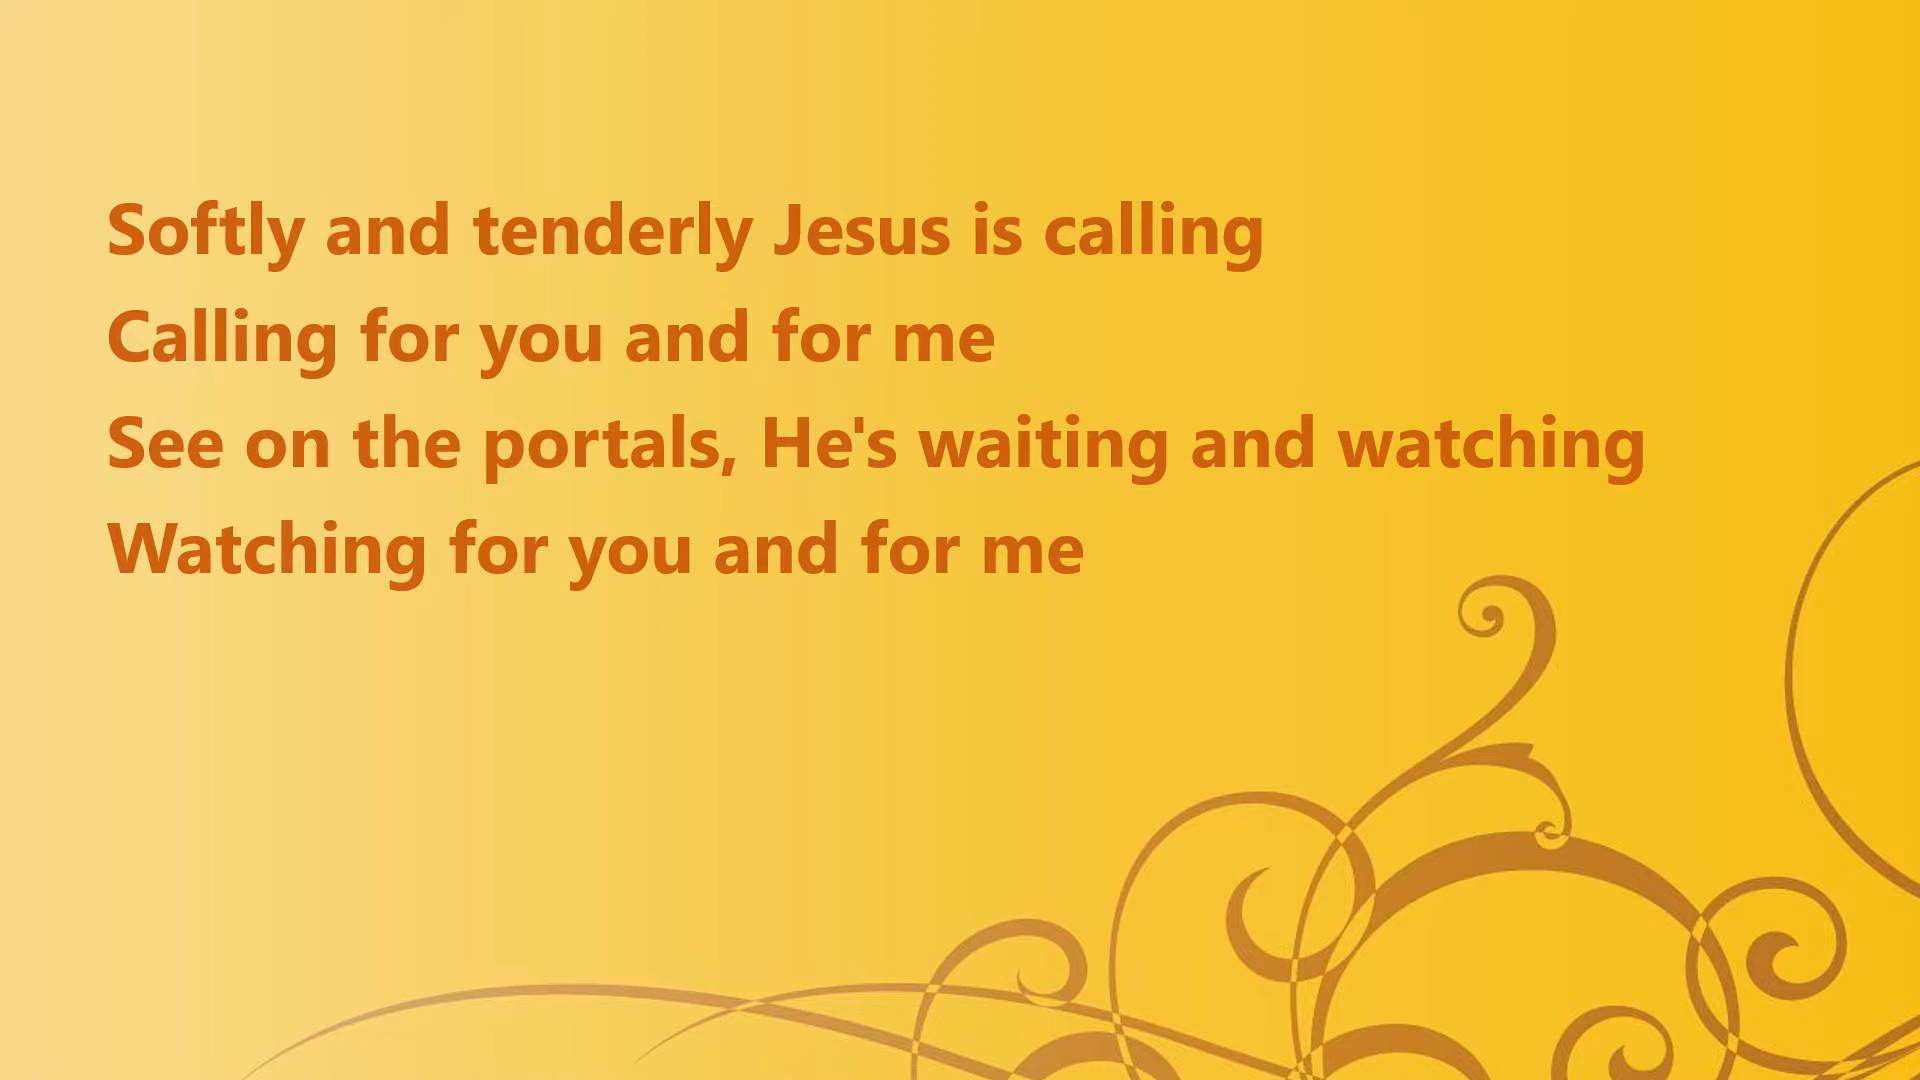 Softly and tenderly Jesus is calling
Calling for you and for me
See on the portals, He's waiting and watching
Watching for you and for me